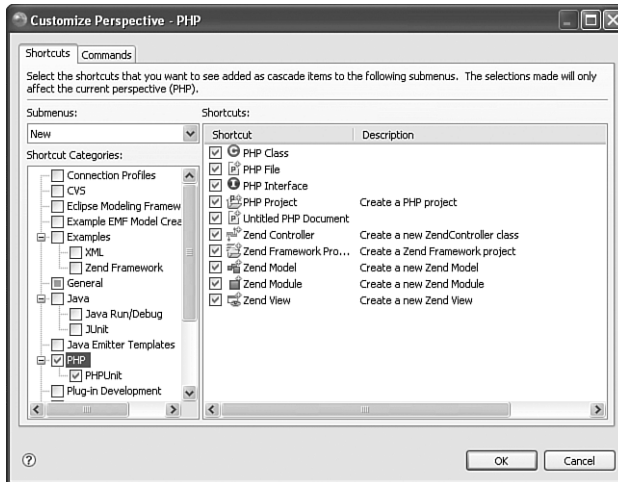 Customize Perspective - PHP
Shortcuts Commands
Select the shortcuts that you want to see added as cascade items to the following submenus. The selections made will only
affect the current perspective (PHP).
Submenus:
New
Shortcut Categories:
Connection Profiles
CVS
Eclipse Modeling Framew
Example EMF Model Crea
Examples
XML
Zend Framework
General
Java
Java Run/Debug
JUnit
Java Emitter Templates
PHP
PHPUnit
Plug-in Development
Shortcuts:
Shortcut Description
PHP Class
PHP File
PHP Interface
PHP Project Create a PHP project
Untitled PHP Document
Zend Controller Create a new ZendController class
Zend Framework Pro... Create a Zend Framework project
Zend Model Create a new Zend Model
Zend Module Create a new Zend Module
Zend View Create a new Zend View
OK Cancel